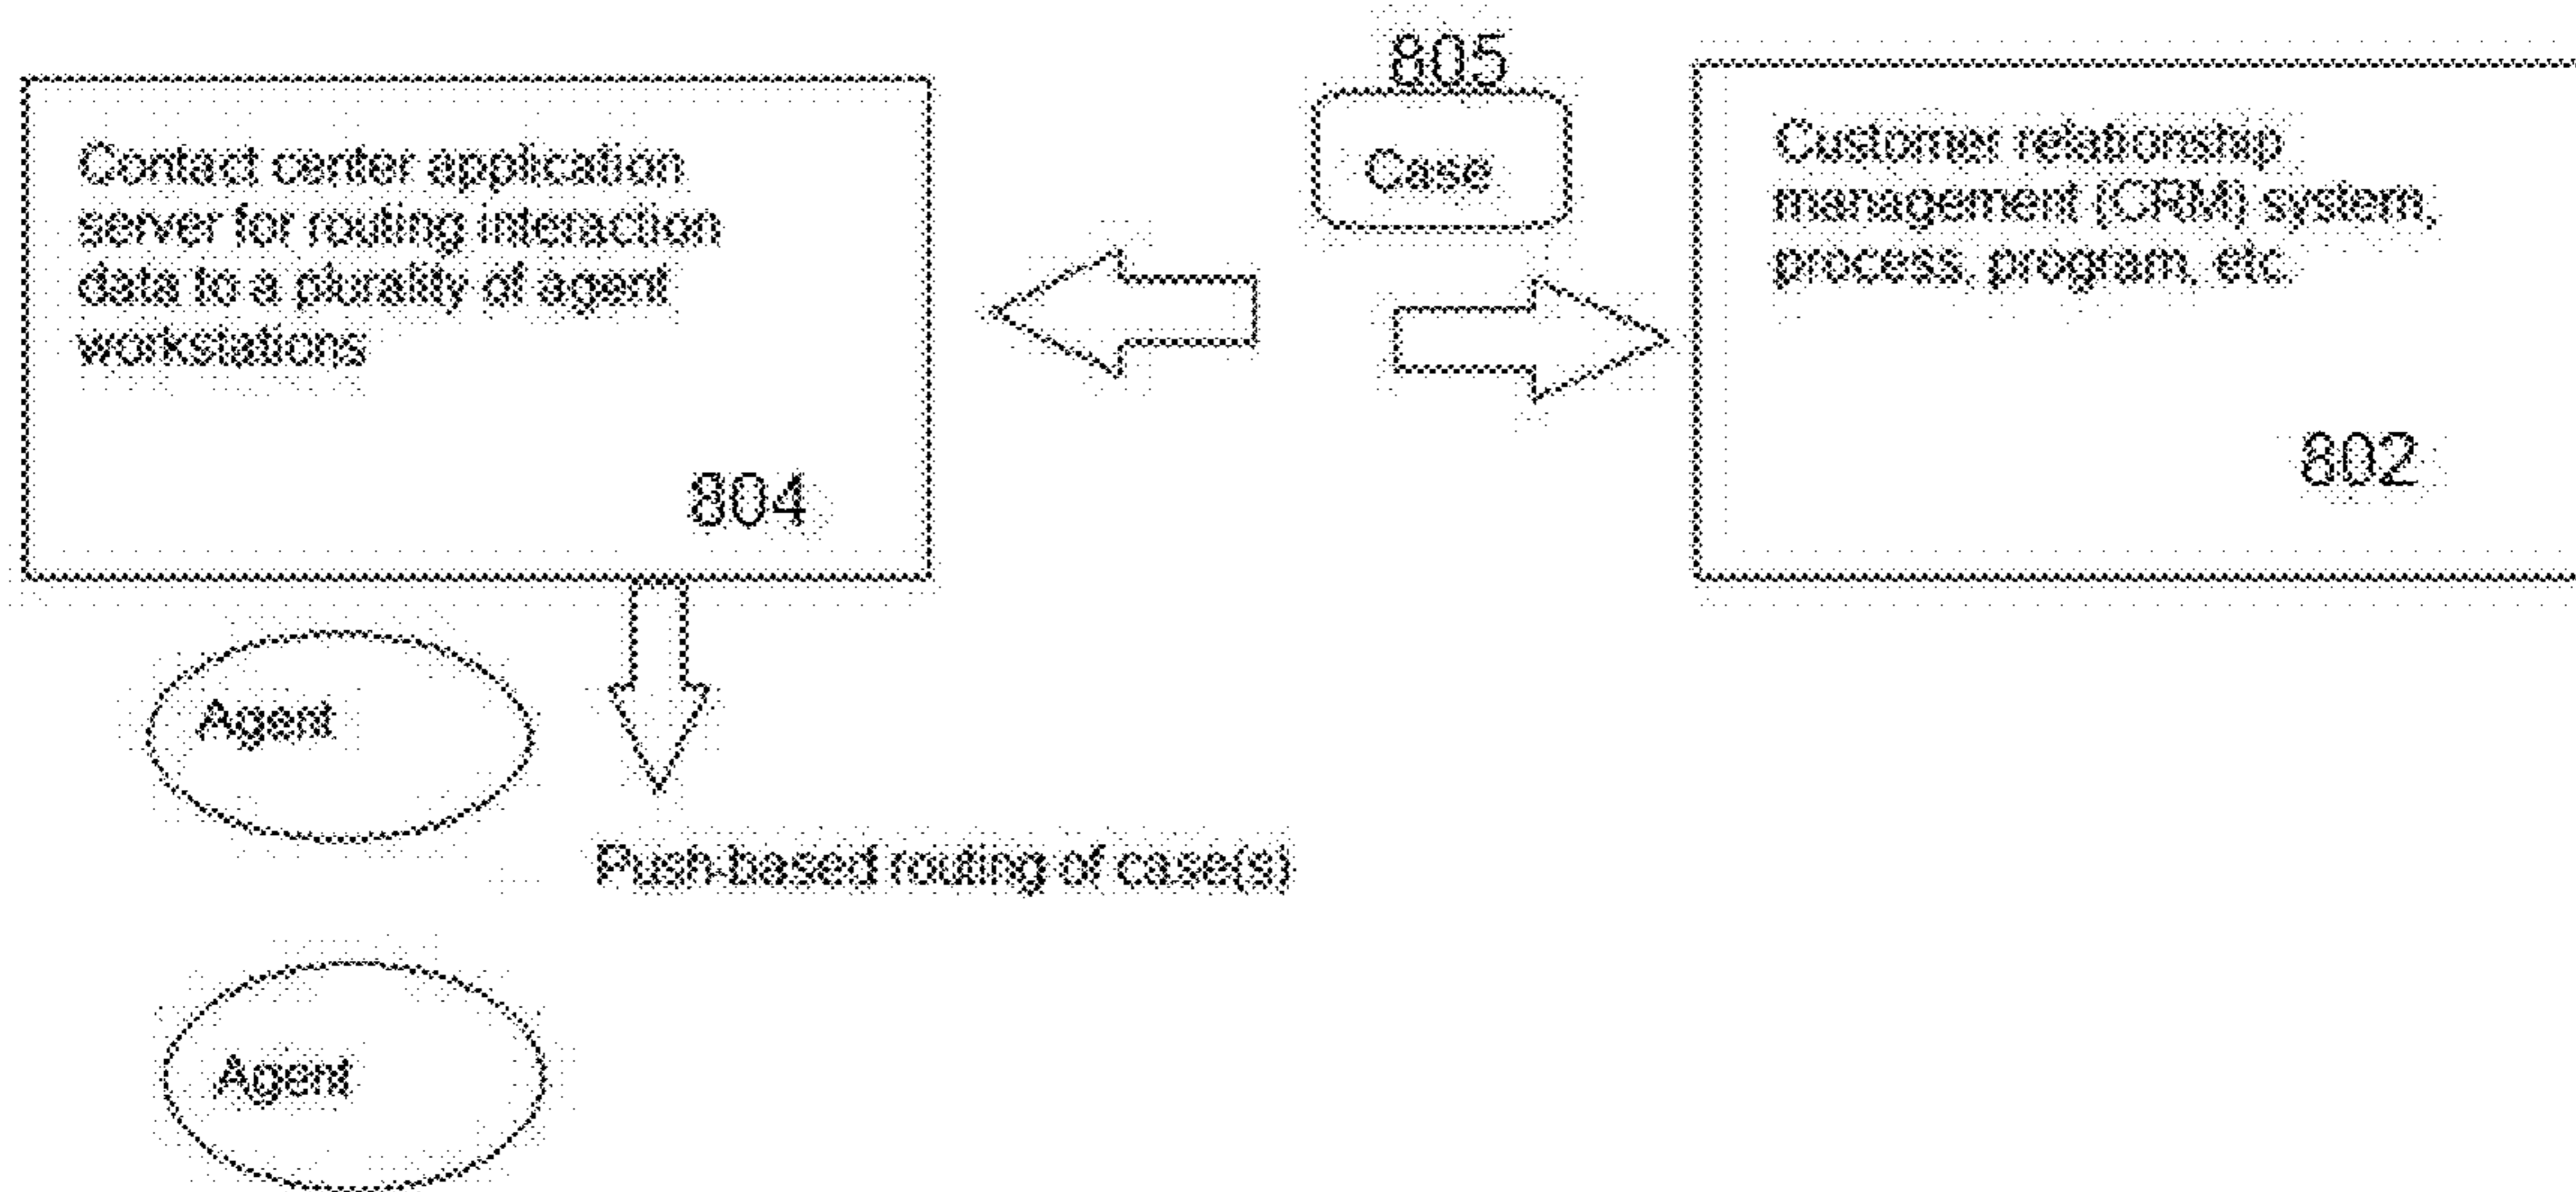 805
Case
Contact center application
server for routing interaction
data to a plurality of agent
workstations
804
Customer relationship
management (CRM) system,
process, program, etc.
802
Agent
Push-based routing of case(s)
Agent